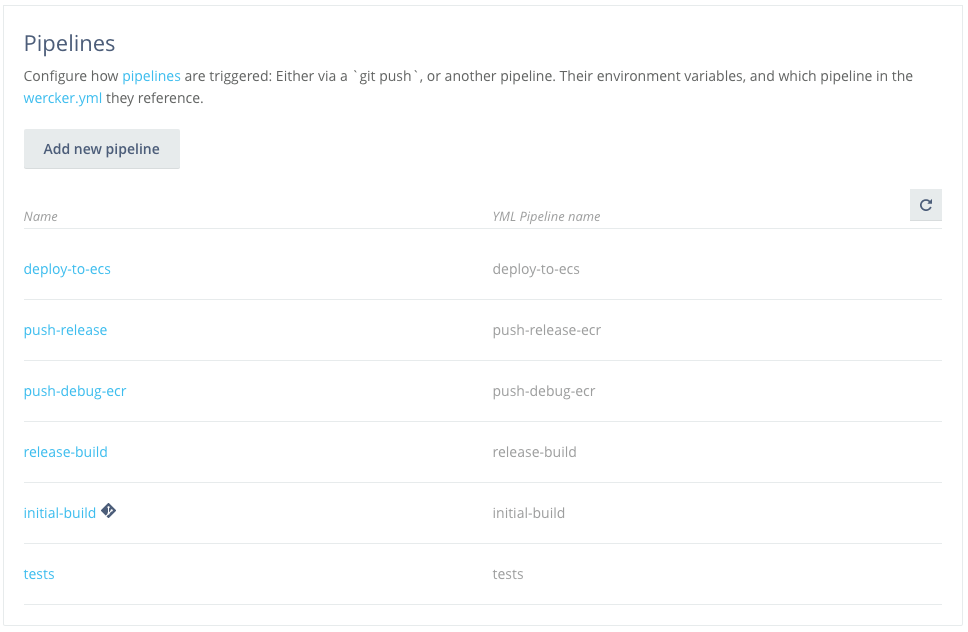 Pipelines
Configure how pipelines are triggered: Either via a `git push`, or another pipeline. Their environment variables, and which pipeline in the
wercker.yml they reference.
Add new pipeline
Name YML Pipeline name
deploy-to-ecs deploy-to-ecs
push-release push-release-ecr
push-debug-ecr push-debug-ecr
release-build release-build
initial-build initial-build
tests tests